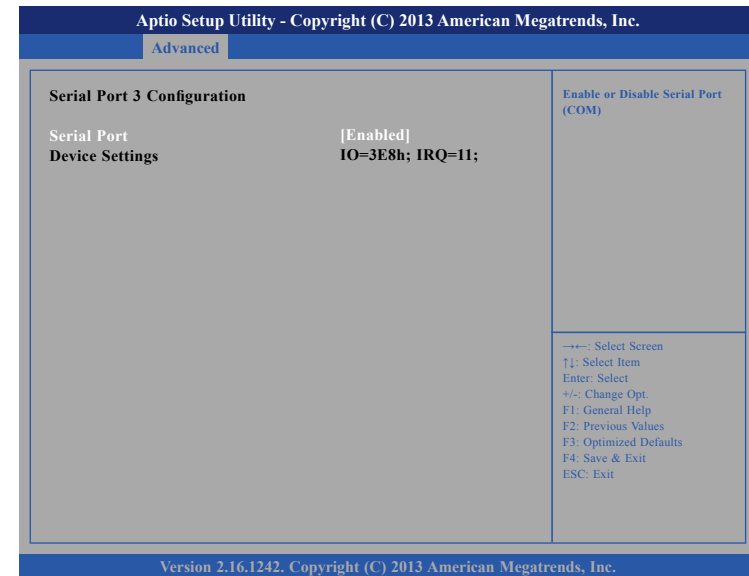 Aptio Setup Utility - Copyright (C) 2013 American Megatrends, Inc.
Advanced
Serial Port 3 Configuration
Serial Port [Enabled]
Device Settings IO=3E8h; IRQ=11;
Enable or Disable Serial Port
(COM)
→←: Select Screen
↑↓: Select Item
Enter: Select
+/-: Change Opt.
F1: General Help
F2: Previous Values
F3: Optimized Defaults
F4: Save & Exit
ESC: Exit
Version 2.16.1242. Copyright (C) 2013 American Megatrends, Inc.